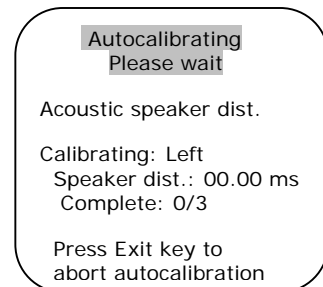 Autocalibrating
Please wait
Acoustic speaker dist.
Calibrating: Left
Speaker dist.: 00.00 ms
Complete: 0/3
Press Exit key to
abort autocalibration